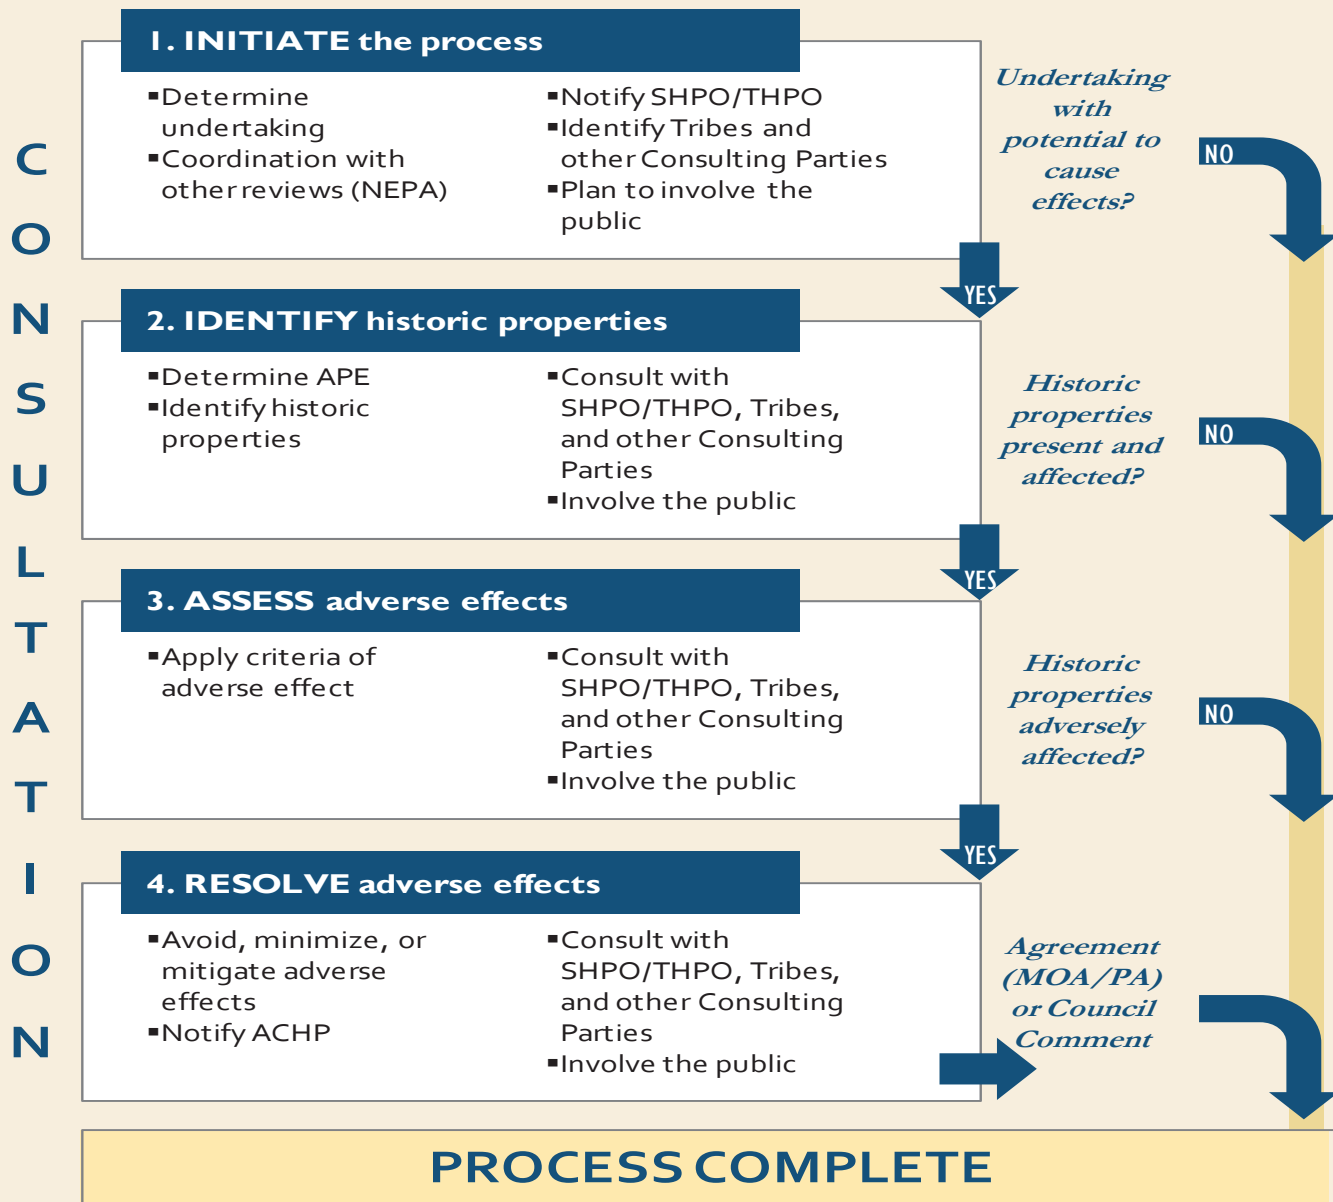 CONSULTATION
1. INITIATE the process
▪Determine
undertaking
▪Coordination with
other reviews (NEPA)
▪Notify SHPO/THPO
▪Identify Tribes and
other Consulting Parties
▪Plan to involve the
public
Undertaking
with
potential to
cause
effects?
NO
YES
2. IDENTIFY historic properties
▪Determine APE
▪Identify historic
properties
▪Consult with
SHPO/THPO, Tribes,
and other Consulting
Parties
▪Involve the public
Historic
properties
present and
affected?
NO
YES
3. ASSESS adverse effects
▪Apply criteria of
adverse effect
▪Consult with
SHPO/THPO, Tribes,
and other Consulting
Parties
▪Involve the public
Historic
properties
adversely
affected?
NO
YES
4. RESOLVE adverse effects
▪Avoid, minimize, or
mitigate adverse
effects
▪Notify ACHP
▪Consult with
SHPO/THPO, Tribes,
and other Consulting
Parties
▪Involve the public
Agreement
(MOA/PA)
or Council
Comment
PROCESS COMPLETE